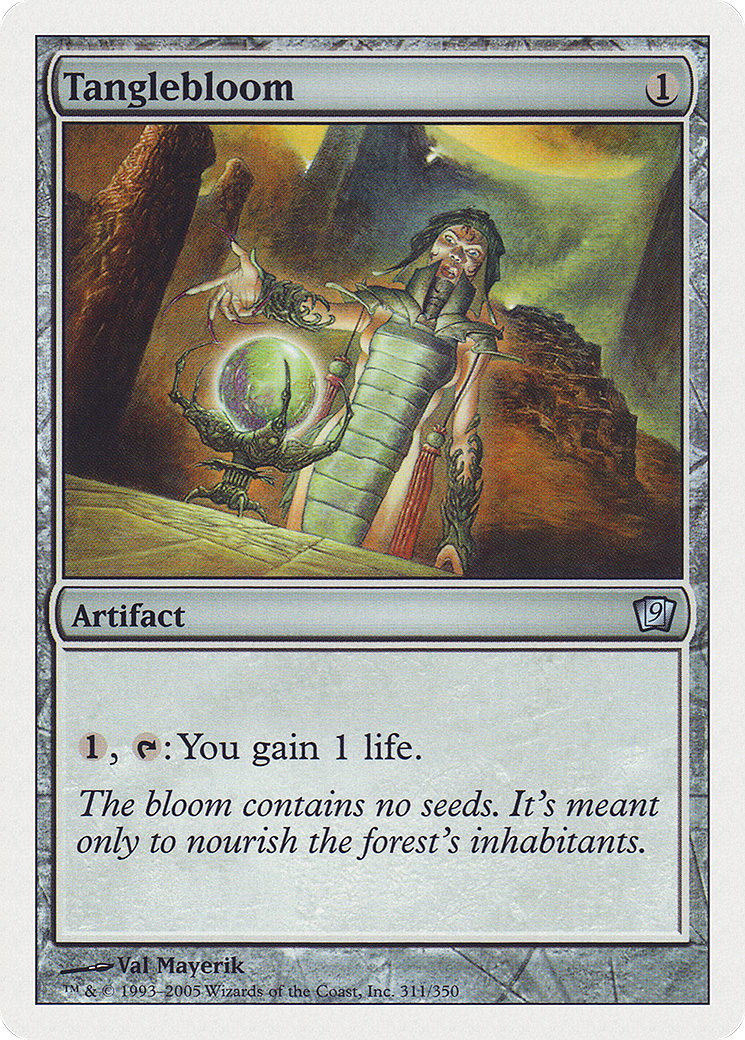 Tanglebloom 1
Artifact 9
1, : You gain 1 life.
The bloom contains no seeds. It's meant
only to nourish the forest's inhabitants.
Val Mayerik
™ & © 1993–2005 Wizards of the Coast, Inc. 311/350